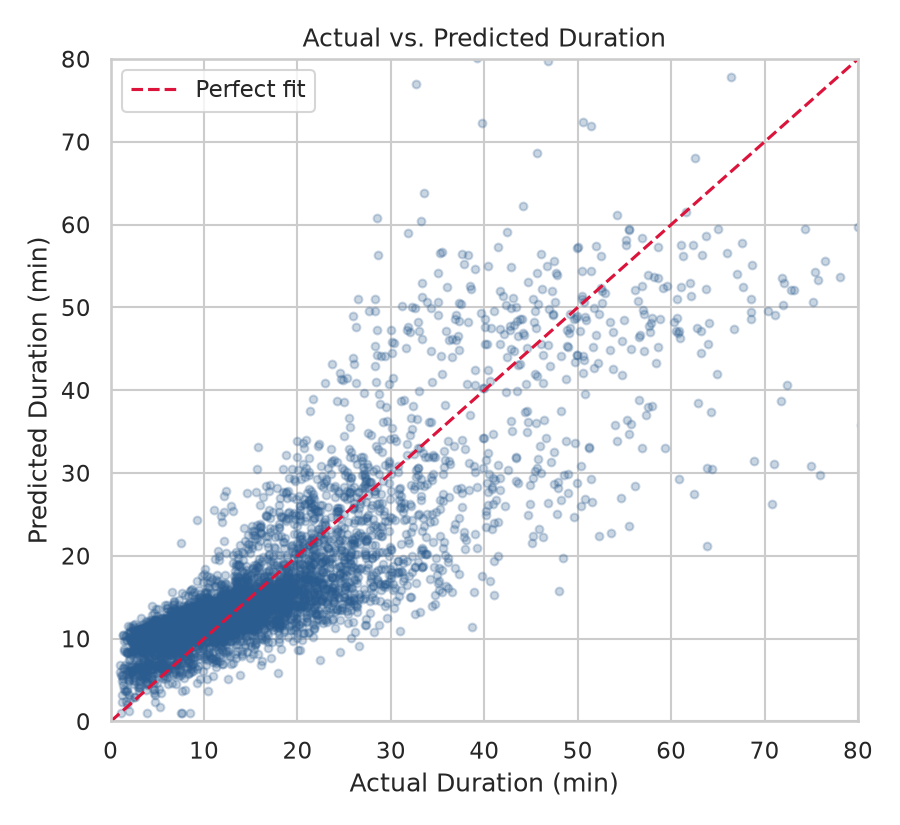 Actual vs. Predicted Duration
Perfect fit
Predicted Duration (min)
80
70
60
50
40
30
20
10
0
0 10 20 30 40 50 60 70 80
Actual Duration (min)